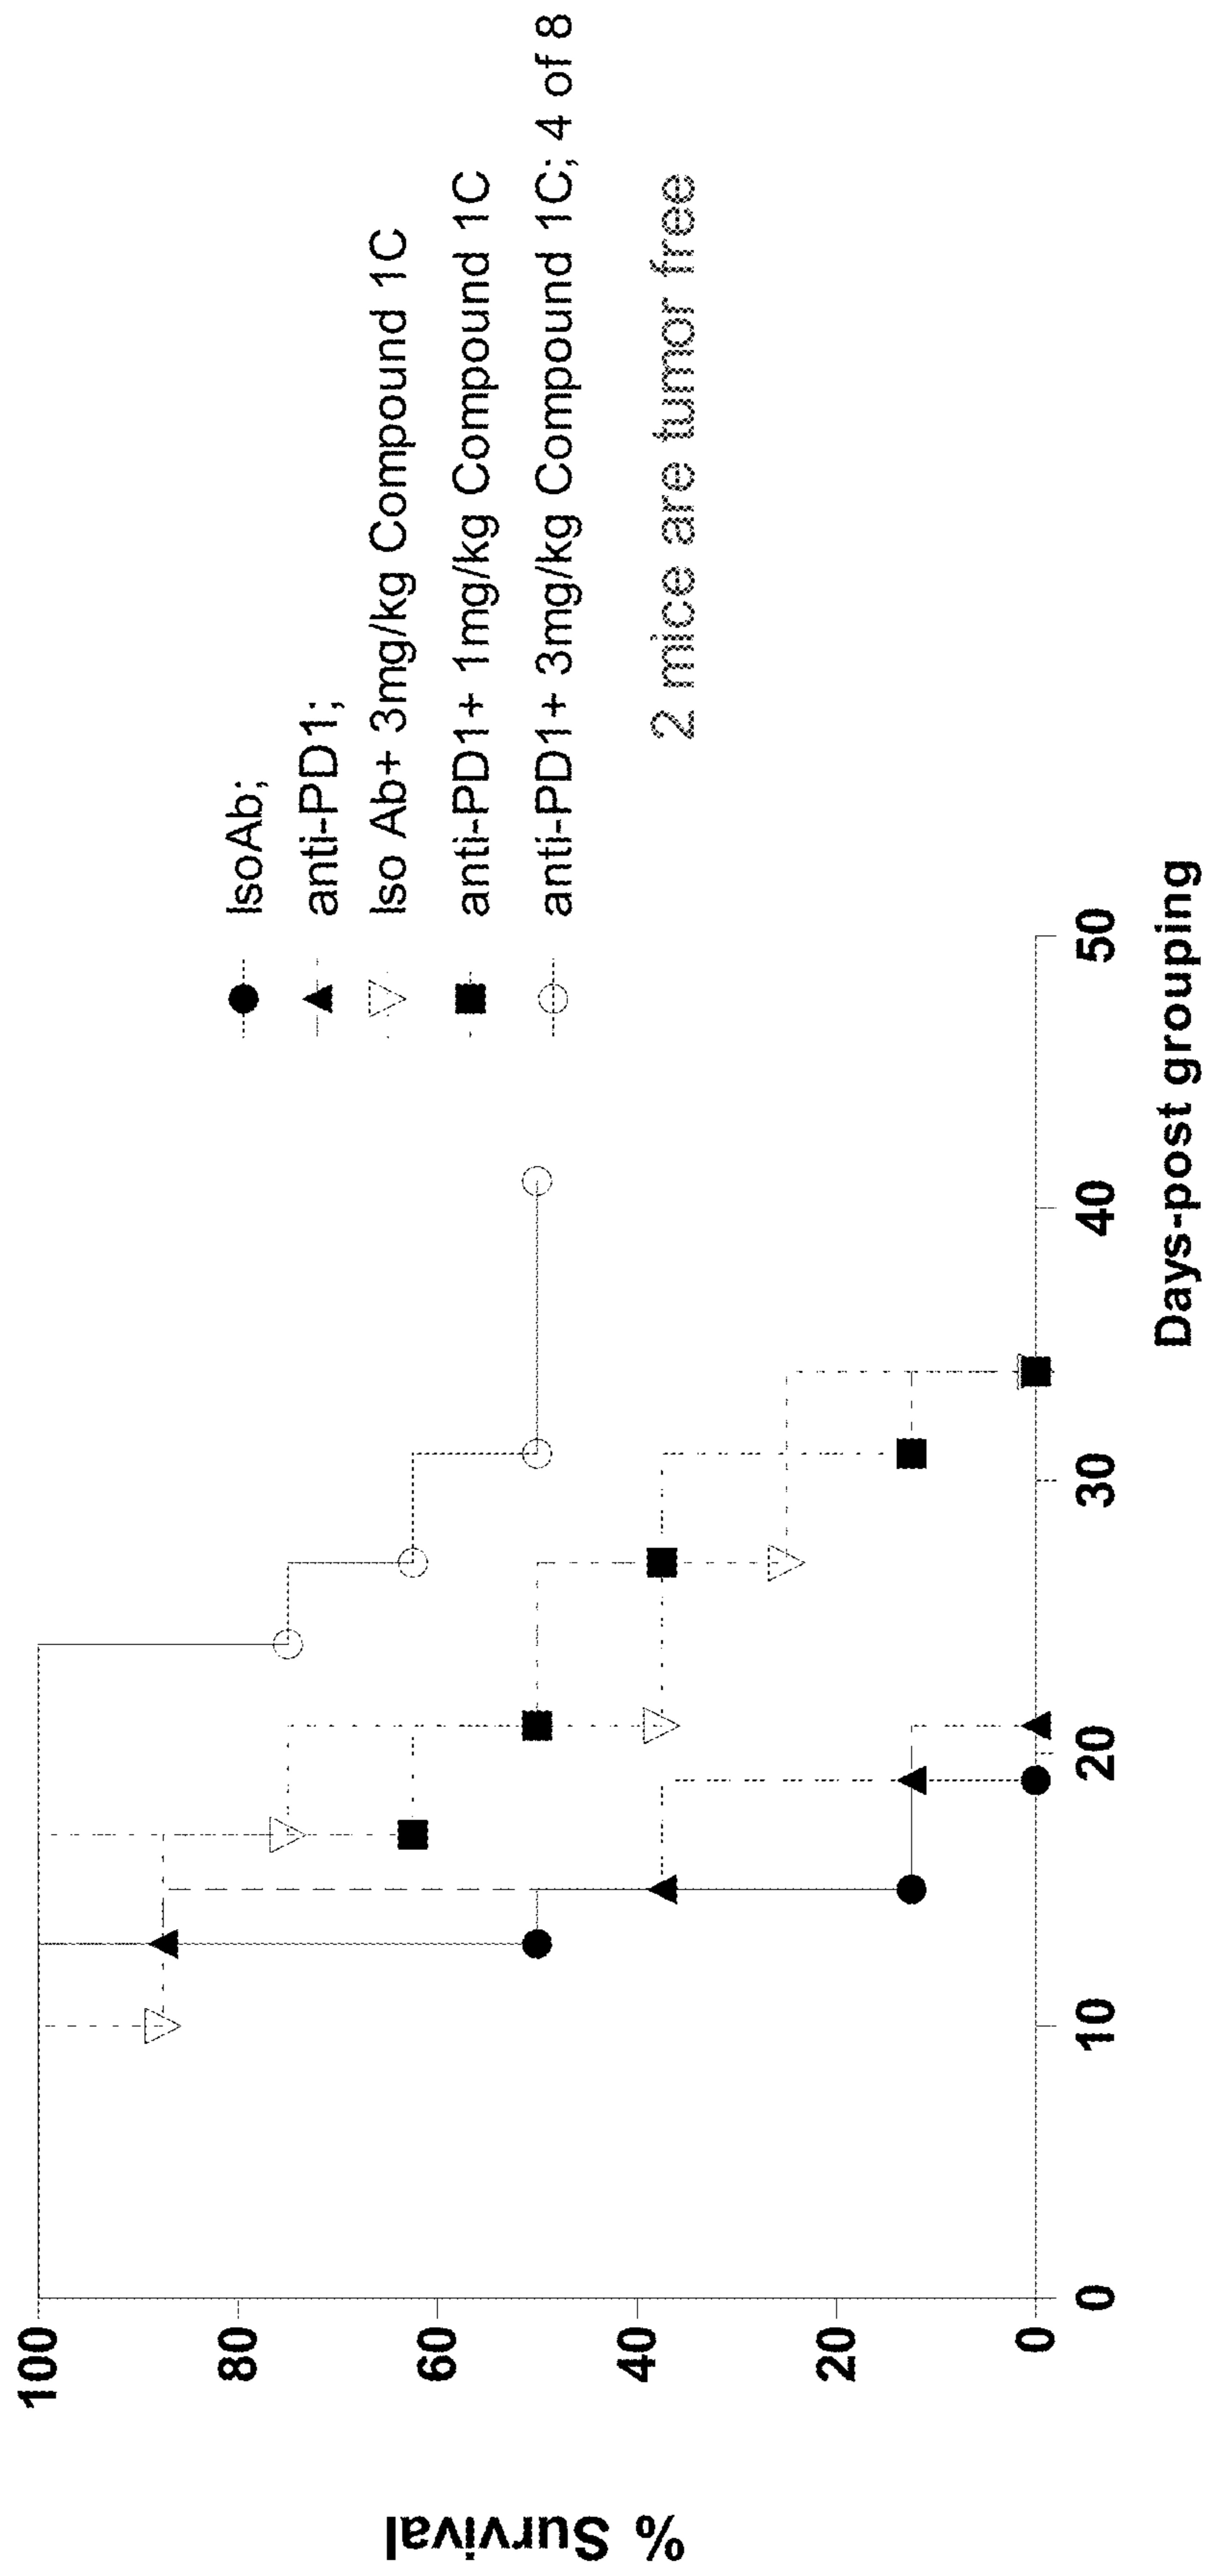 % Survival
100
80
60
40
20
0
0
10
20
30
40
50
Days-post grouping
IsoAb;
anti-PD1;
Iso Ab+ 3mg/kg Compound 1C
anti-PD1+ 1mg/kg Compound 1C
anti-PD1+ 3mg/kg Compound 1C; 4 of 8
2 mice are tumor free